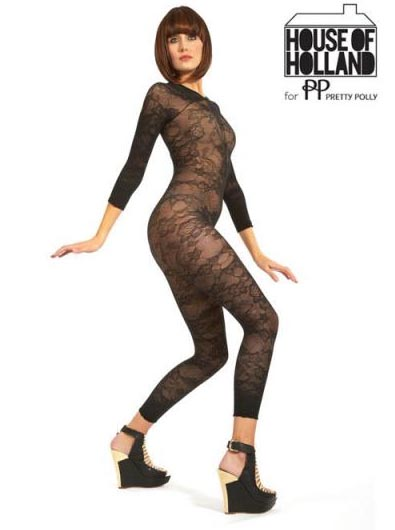 HOUSE OF
HOLLAND
for PP PRETTY POLLY